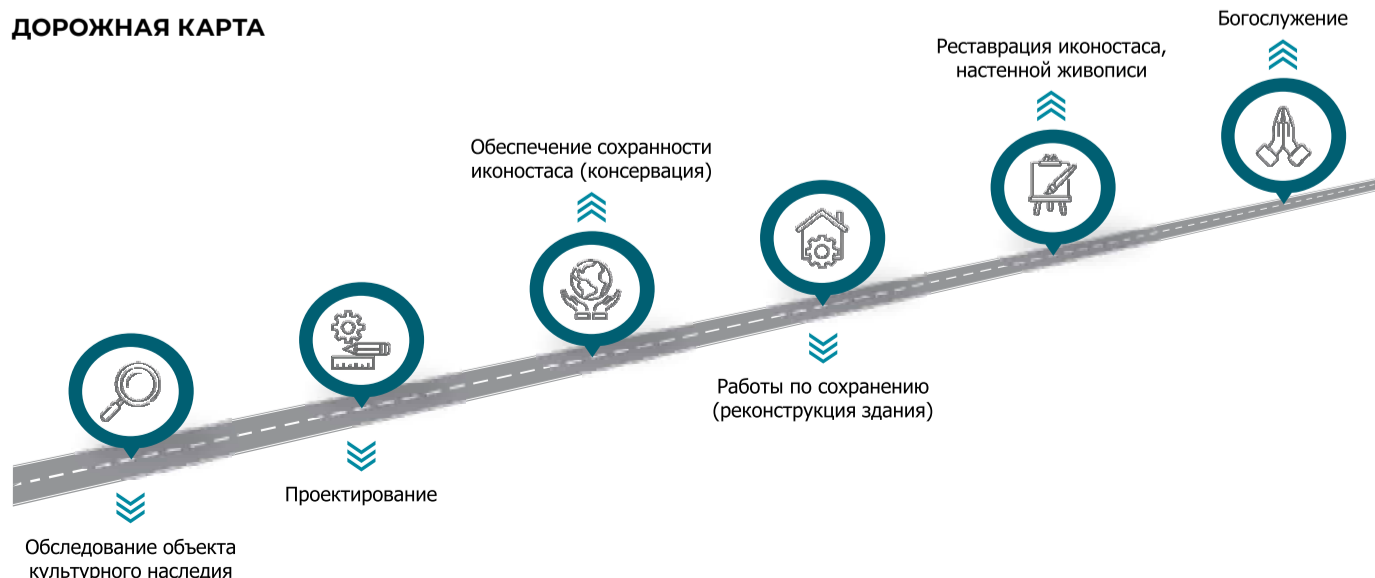 ДОРОЖНАЯ КАРТА
Обследование объекта
культурного наследия
Проектирование
Обеспечение сохранности
иконостаса (консервация)
Работы по сохранению
(реконструкция здания)
Реставрация иконостаса,
настенной живописи
Богослужение